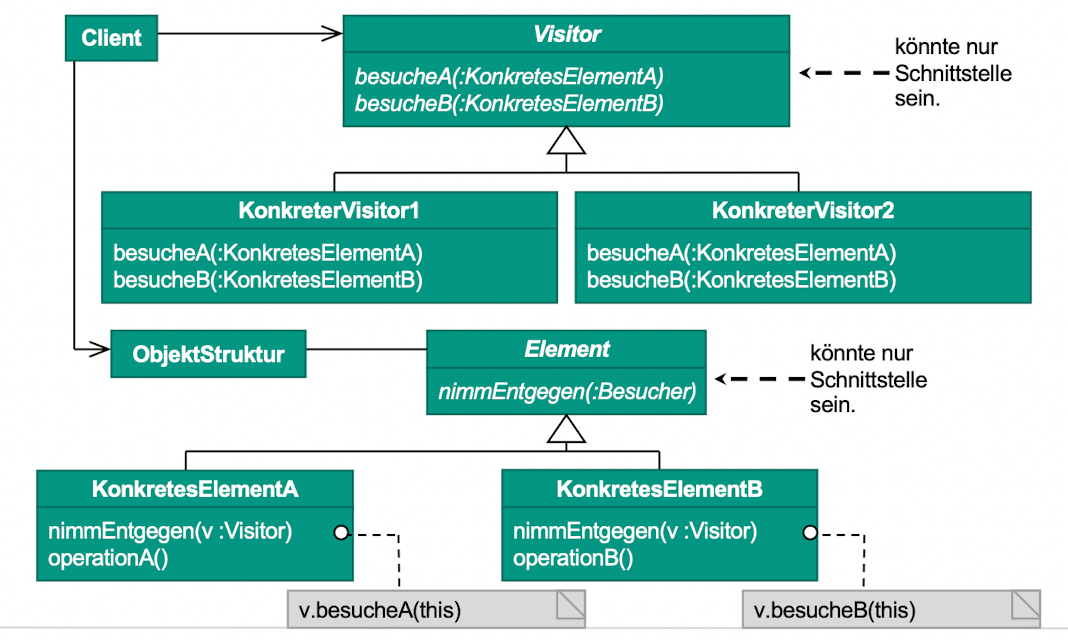 Client
Visitor
besucheA(:KonkretesElementA)
besucheB(:KonkretesElementB)
könnte nur
Schnittstelle
sein.
KonkreterVisitor1
besucheA(:KonkretesElementA)
besucheB(:KonkretesElementB)
KonkreterVisitor2
besucheA(:KonkretesElementA)
besucheB(:KonkretesElementB)
ObjektStruktur
Element
nimmEntgegen(:Besucher)
könnte nur
Schnittstelle
sein.
KonkretesElementA
nimmEntgegen(v :Visitor)
operationA()
KonkretesElementB
nimmEntgegen(v :Visitor)
operationB()
v.besucheA(this)
v.besucheB(this)